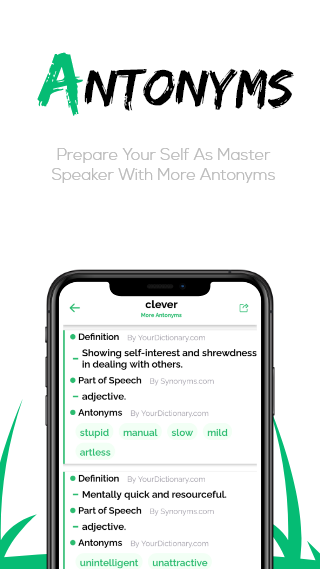 ANTONYMS
Prepare Your Self As Master
Speaker With More Antonyms
clever
More Antonyms
Definition By YourDictionary.com
Showing self-interest and shrewdness
in dealing with others.
Part of Speech By Synonyms.com
adjective.
Antonyms By YourDictionary.com
stupid manual slow mild
artless
Definition By YourDictionary.com
Mentally quick and resourceful.
Part of Speech By Synonyms.com
adjective.
Antonyms By YourDictionary.com
unintelligent unattractive